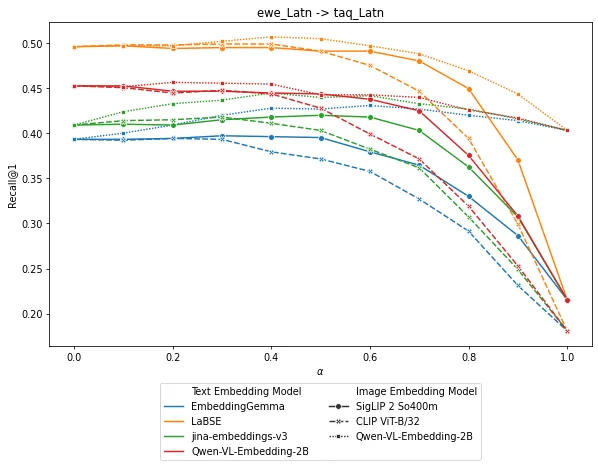 ewe_Latn -> taq_Latn
Recall@1
0.50
0.45
0.40
0.35
0.30
0.25
0.20
0.0
0.2
0.4
0.6
0.8
1.0
α
Text Embedding Model
EmbeddingGemma
LaBSE
jina-embeddings-v3
Qwen-VL-Embedding-2B
Image Embedding Model
SigLIP 2 So400m
CLIP ViT-B/32
Qwen-VL-Embedding-2B